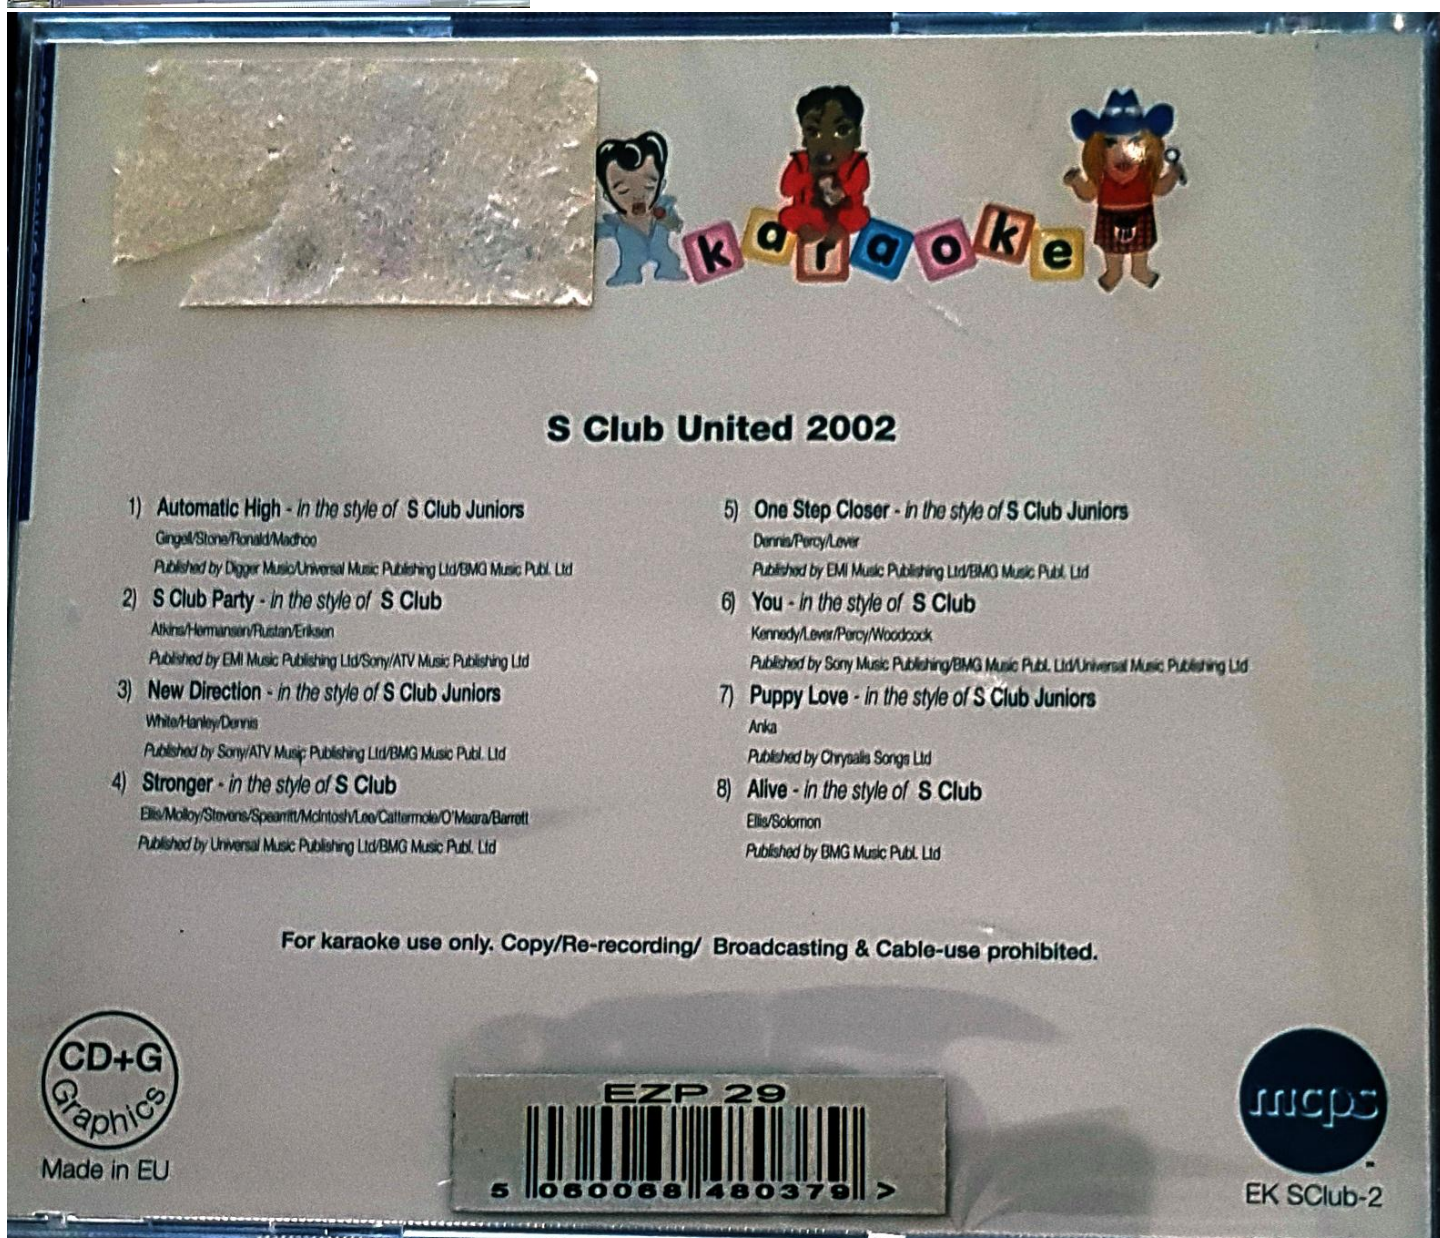 karaoke
S Club United 2002
1) Automatic High - in the style of S Club Juniors
Gingell/Stone/Ronald/Madhoo
Published by Digger Music/Universal Music Publishing Ltd/BMG Music Publ. Ltd
2) S Club Party - in the style of S Club
Atkins/Hermansen/Rustan/Eriksen
Published by EMI Music Publishing Ltd/Sony/ATV Music Publishing Ltd
3) New Direction - in the style of S Club Juniors
White/Hanley/Dennis
Published by Sony/ATV Music Publishing Ltd/BMG Music Publ. Ltd
4) Stronger - in the style of S Club
Ellis/Molloy/Stevens/Spearritt/McIntosh/Lee/Cattermole/O'Meara/Barrett
Published by Universal Music Publishing Ltd/BMG Music Publ. Ltd
5) One Step Closer - in the style of S Club Juniors
Dennis/Percy/Lever
Published by EMI Music Publishing Ltd/BMG Music Publ. Ltd
6) You - in the style of S Club
Kennedy/Lever/Percy/Woodcock
Published by Sony Music Publishing/BMG Music Publ. Ltd/Universal Music Publishing Ltd
7) Puppy Love - in the style of S Club Juniors
Anka
Published by Chrysalis Songs Ltd
8) Alive - in the style of S Club
Ellis/Solomon
Published by BMG Music Publ. Ltd
For karaoke use only. Copy/Re-recording/ Broadcasting & Cable-use prohibited.
CD+G
Graphics
Made in EU
EZP 29
5 060068 480379 >
mcps
EK SClub-2